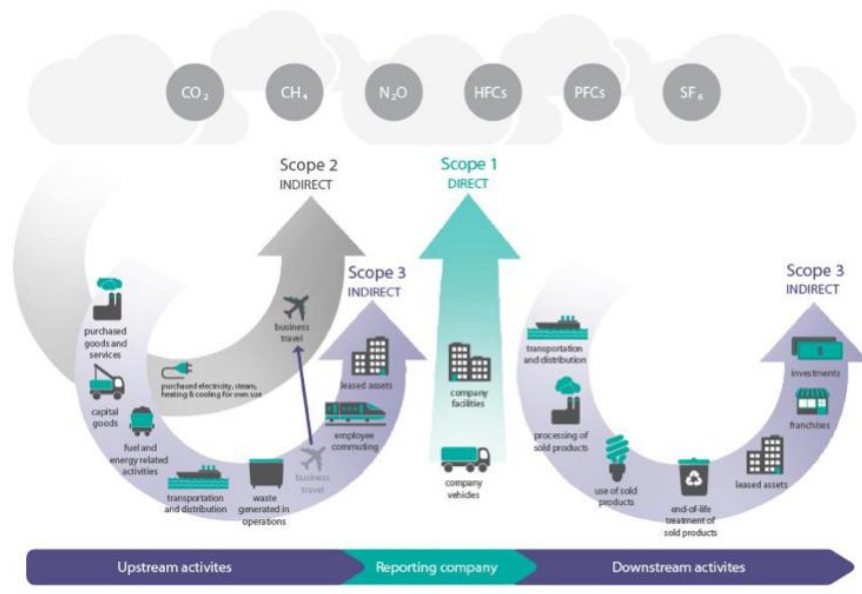 CO₂
CH₄
N₂O
HFCs
PFCs
SF₆
Scope 2
INDIRECT
Scope 1
DIRECT
Scope 3
INDIRECT
Scope 3
INDIRECT
purchased
goods and
services
capital
goods
fuel and
energy related
activities
transportation
and distribution
waste
generated in
operations
business
travel
business
travel
purchased electricity, steam,
heating & cooling for own use
employee
commuting
leased assets
company
facilities
company
vehicles
transportation
and distribution
processing of
sold products
use of sold
products
end-of-life
treatment of
sold products
leased assets
franchises
1
investments
Upstream activites
Reporting company
Downstream activites